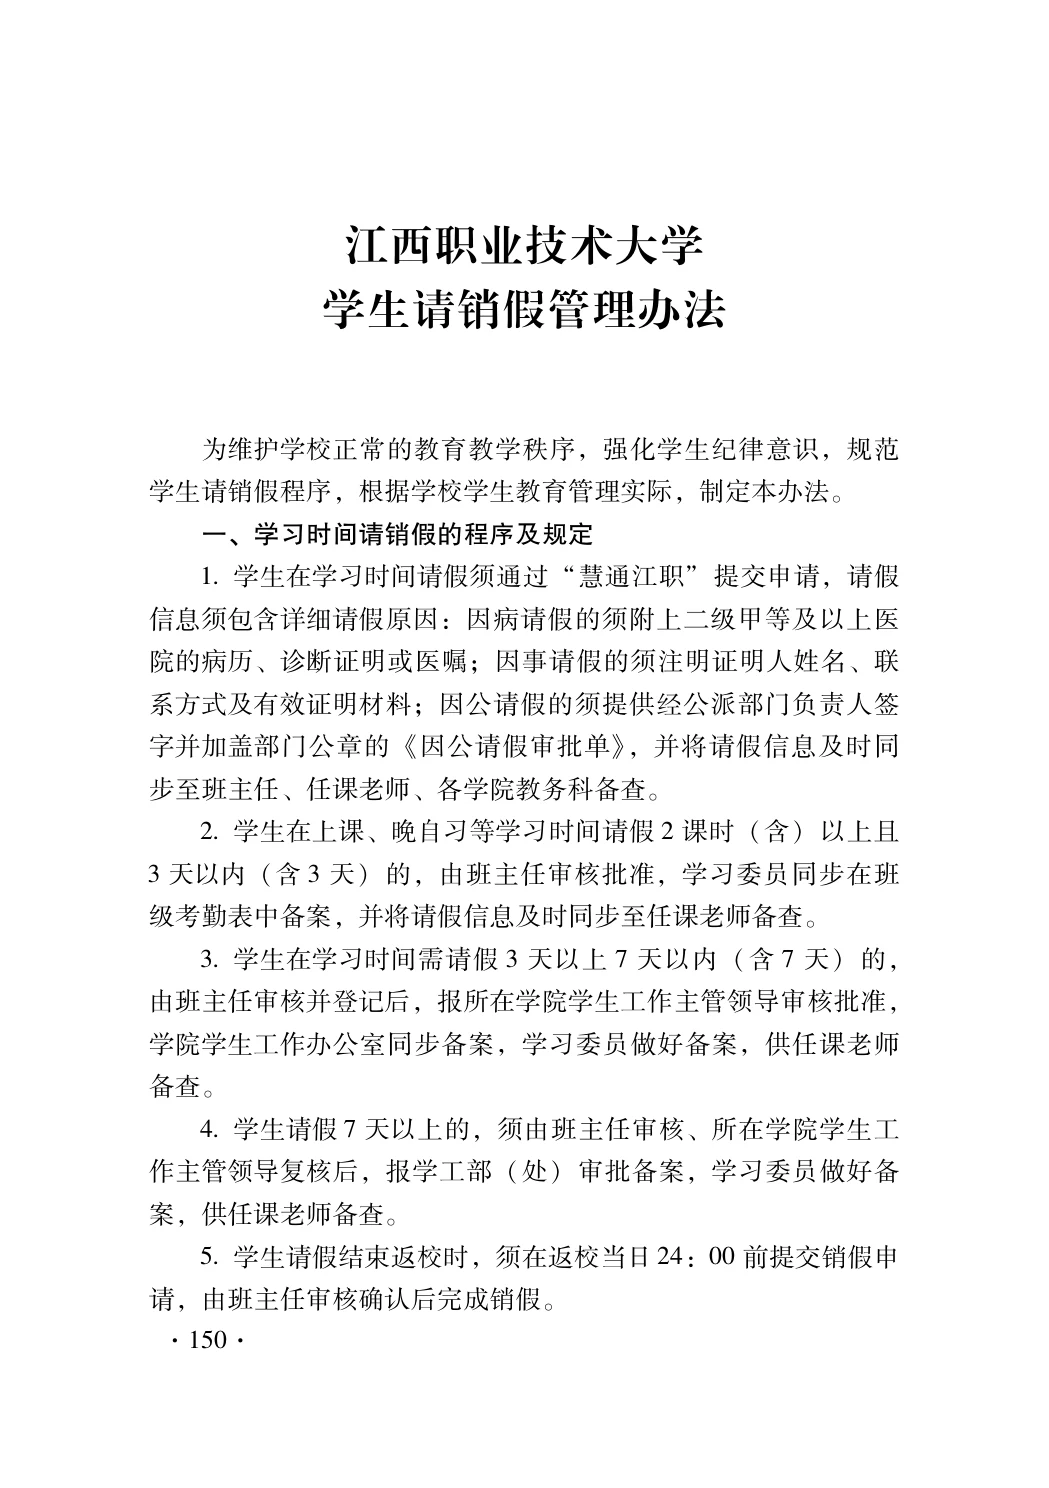 江西职业技术大学
学生请销假管理办法
为维护学校正常的教育教学秩序，强化学生纪律意识，规范
学生请销假程序，根据学校学生教育管理实际，制定本办法。
一、学习时间请销假的程序及规定
1. 学生在学习时间请假须通过“慧通江职”提交申请，请假
信息须包含详细请假原因：因病请假的须附上二级甲等及以上医
院的病历、诊断证明或医嘱；因事请假的须注明证明人姓名、联
系方式及有效证明材料；因公请假的须提供经公派部门负责人签
字并加盖部门公章的《因公请假审批单》，并将请假信息及时同
步至班主任、任课老师、各学院教务科备查。
2. 学生在上课、晚自习等学习时间请假 2 课时（含）以上且
3 天以内（含 3 天）的，由班主任审核批准，学习委员同步在班
级考勤表中备案，并将请假信息及时同步至任课老师备查。
3. 学生在学习时间需请假 3 天以上 7 天以内（含 7 天）的，
由班主任审核并登记后，报所在学院学生工作主管领导审核批准，
学院学生工作办公室同步备案，学习委员做好备案，供任课老师
备查。
4. 学生请假 7 天以上的，须由班主任审核、所在学院学生工
作主管领导复核后，报学工部（处）审批备案，学习委员做好备
案，供任课老师备查。
5. 学生请假结束返校时，须在返校当日 24：00 前提交销假申
请，由班主任审核确认后完成销假。
·150·